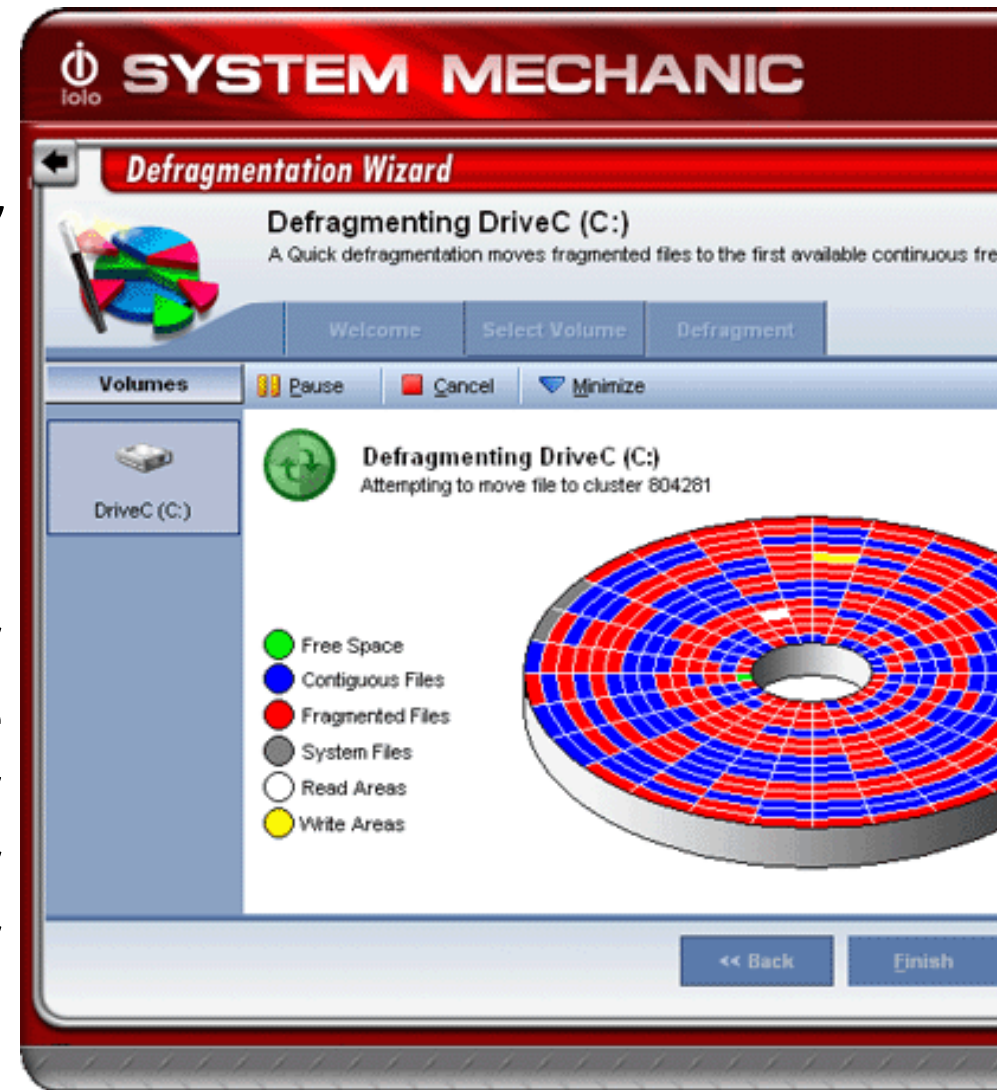 iolo
SYSTEM MECHANIC
Defragmentation Wizard
Defragmenting DriveC (C:)
A Quick defragmentation moves fragmented files to the first available continuous fre
Welcome Select Volume Defragment
Volumes Pause Cancel Minimize
DriveC (C:)
Defragmenting DriveC (C:)
Attempting to move file to cluster 804281
Free Space
Contiguous Files
Fragmented Files
System Files
Read Areas
Write Areas
<< Back Finish